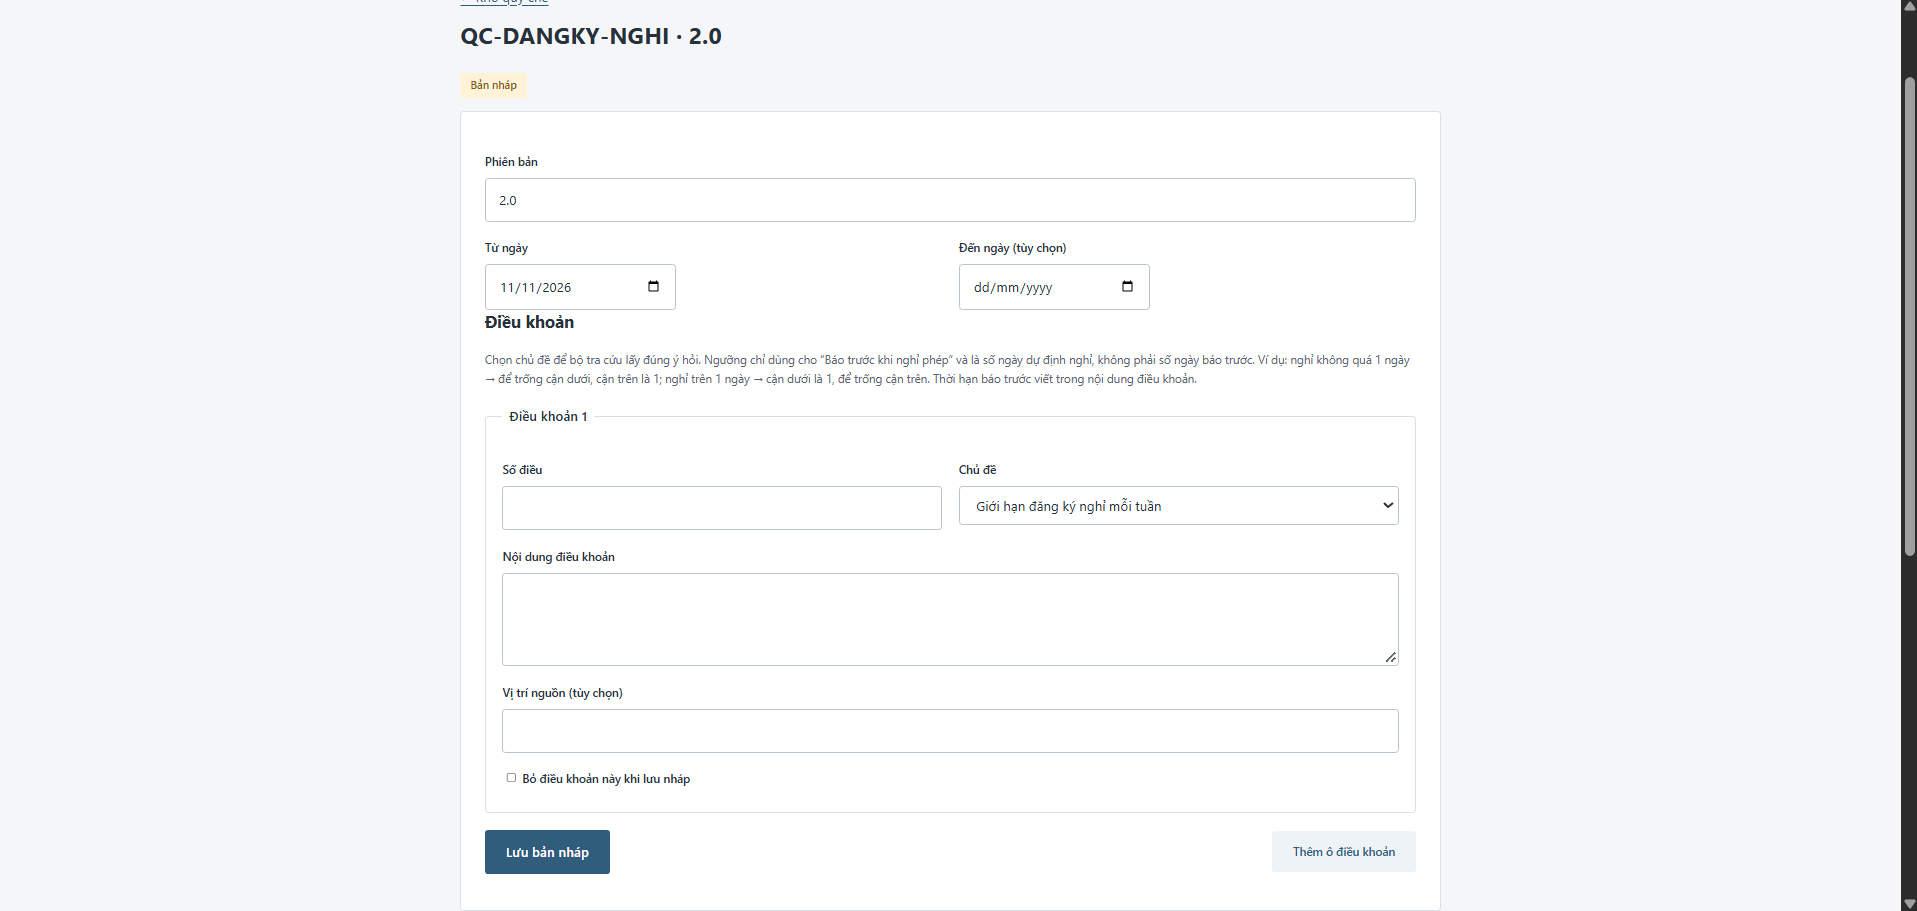 ← Kho quy chế
QC-DANGKY-NGHI · 2.0
Bản nháp
Phiên bản
2.0
Từ ngày
Đến ngày (tùy chọn)
11/11/2026
dd/mm/yyyy
Điều khoản
Chọn chủ đề để bộ tra cứu lấy đúng ý hỏi. Ngưỡng chỉ dùng cho “Báo trước khi nghỉ phép” và là số ngày dự định nghỉ, không phải số ngày báo trước. Ví dụ: nghỉ không quá 1 ngày
→ để trống cận dưới, cận trên là 1; nghỉ trên 1 ngày → cận dưới là 1, để trống cận trên. Thời hạn báo trước viết trong nội dung điều khoản.
Điều khoản 1
Số điều
Chủ đề
Giới hạn đăng ký nghỉ mỗi tuần
Nội dung điều khoản
Vị trí nguồn (tùy chọn)
Bỏ điều khoản này khi lưu nháp
Lưu bản nháp
Thêm ô điều khoản